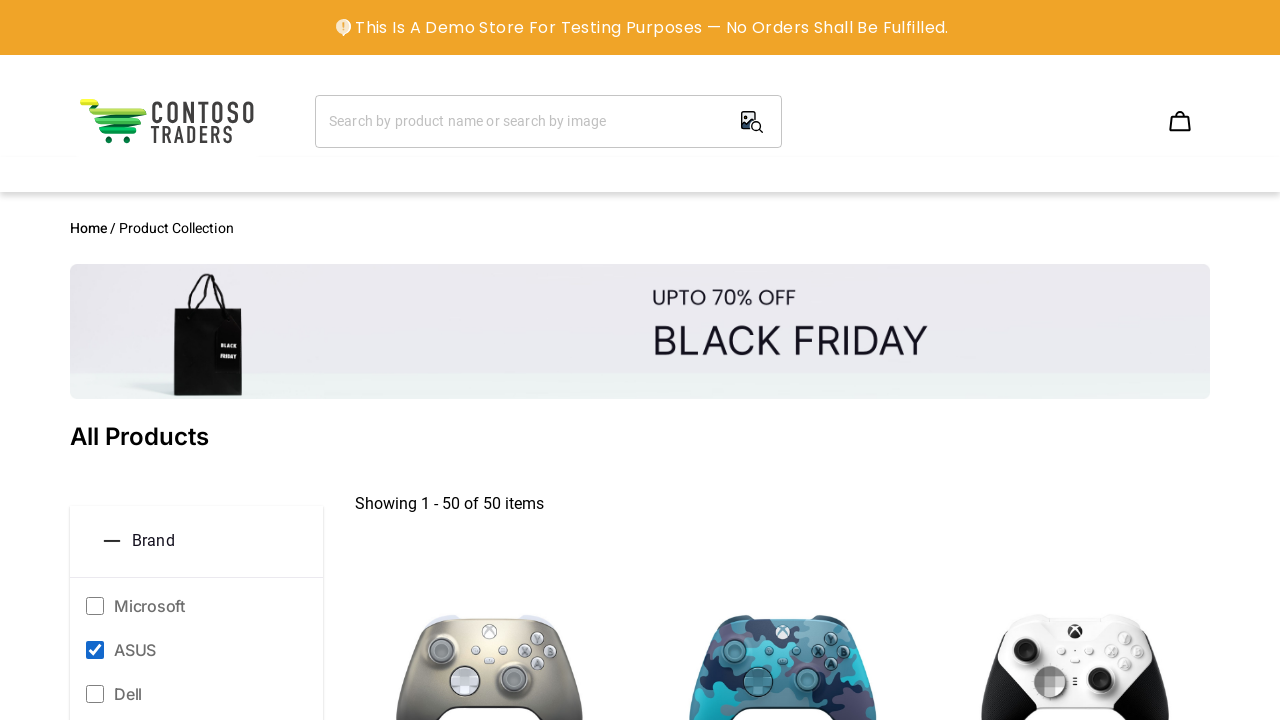 This Is A Demo Store For Testing Purposes — No Orders Shall Be Fulfilled.
CONTOSO
TRADERS
Search by product name or search by image
Home / Product Collection
UPTO 70% OFF
BLACK FRIDAY
BLACK
FRIDAY
All Products
Showing 1 - 50 of 50 items
Brand
Microsoft
ASUS
Dell
Y
X
B
A
Y
X
B
A